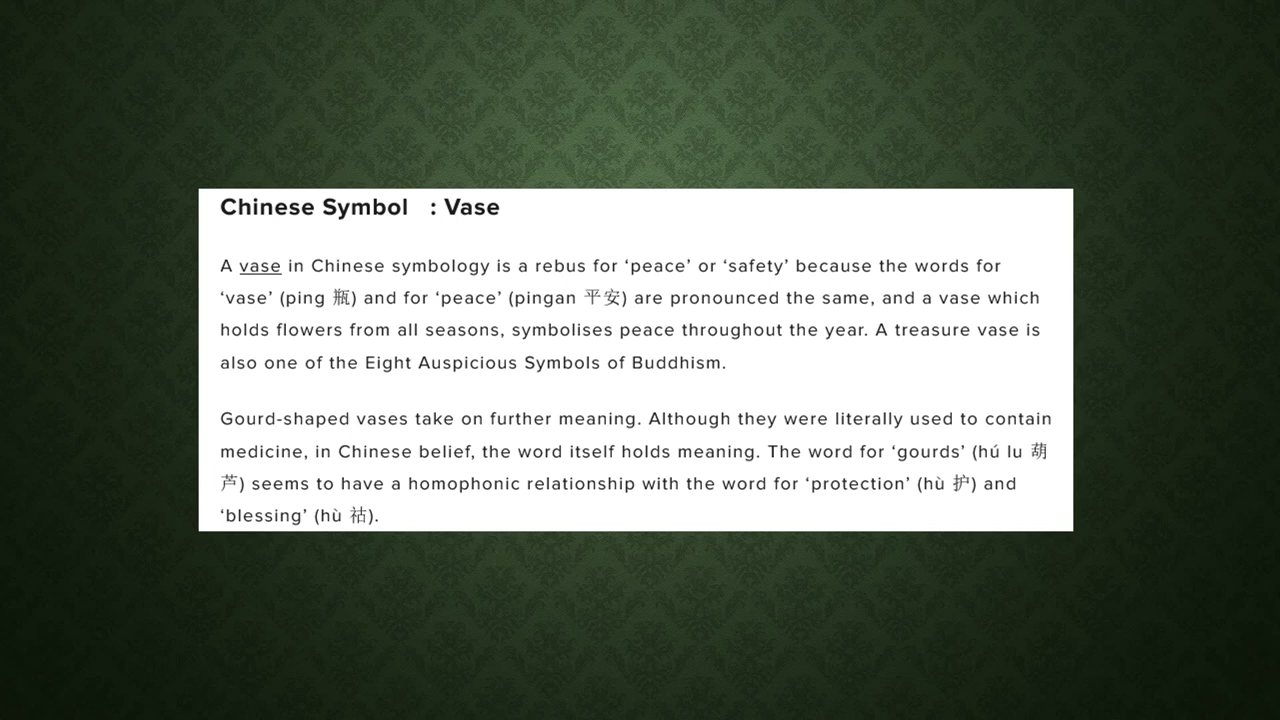 Chinese Symbol : Vase
A vase in Chinese symbology is a rebus for ‘peace’ or ‘safety’ because the words for
‘vase’ (ping 瓶) and for ‘peace’ (pingan 平安) are pronounced the same, and a vase which
holds flowers from all seasons, symbolises peace throughout the year. A treasure vase is
also one of the Eight Auspicious Symbols of Buddhism.
Gourd-shaped vases take on further meaning. Although they were literally used to contain
medicine, in Chinese belief, the word itself holds meaning. The word for ‘gourds’ (hú lu 葫
芦) seems to have a homophonic relationship with the word for ‘protection’ (hù 护) and
‘blessing’ (hù 祜).